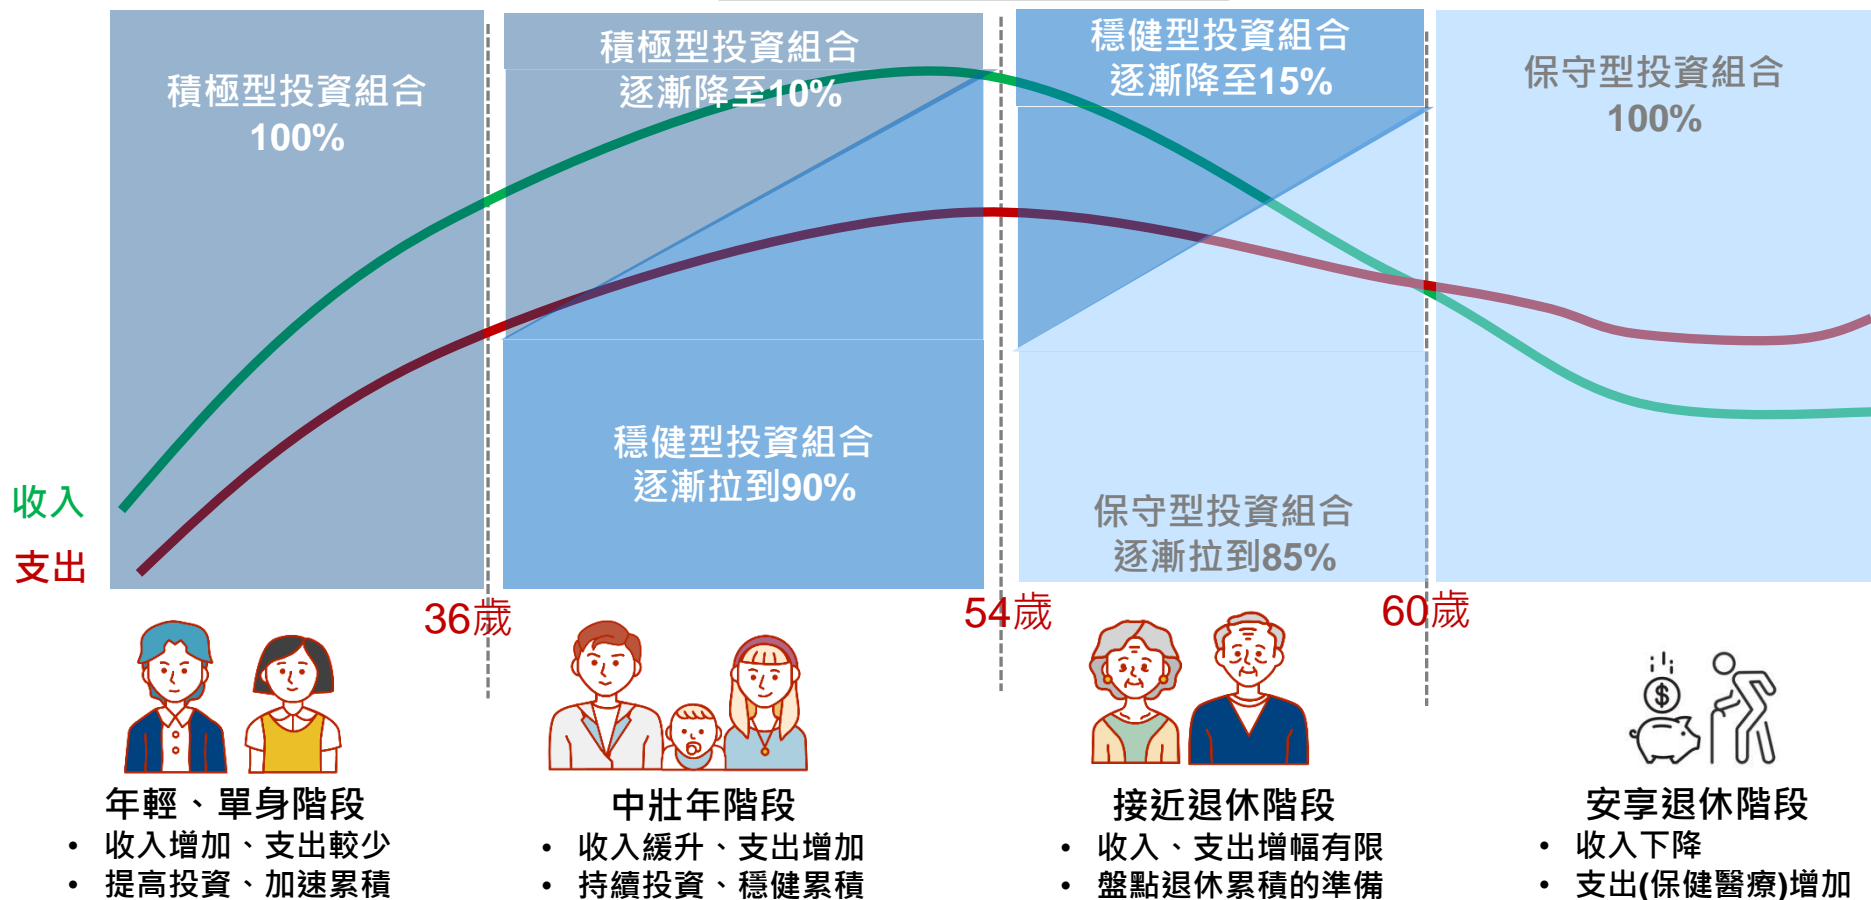 積極型投資組合
100%
積極型投資組合
逐漸降至10%
穩健型投資組合
逐漸降至15%
保守型投資組合
100%
穩健型投資組合
逐漸拉到90%
保守型投資組合
逐漸拉到85%
收入
支出
36歲
54歲
60歲
$
年輕、單身階段
• 收入增加、支出較少
• 提高投資、加速累積
中壯年階段
• 收入緩升、支出增加
• 持續投資、穩健累積
接近退休階段
• 收入、支出增幅有限
• 盤點退休累積的準備
安享退休階段
• 收入下降
• 支出(保健醫療)增加